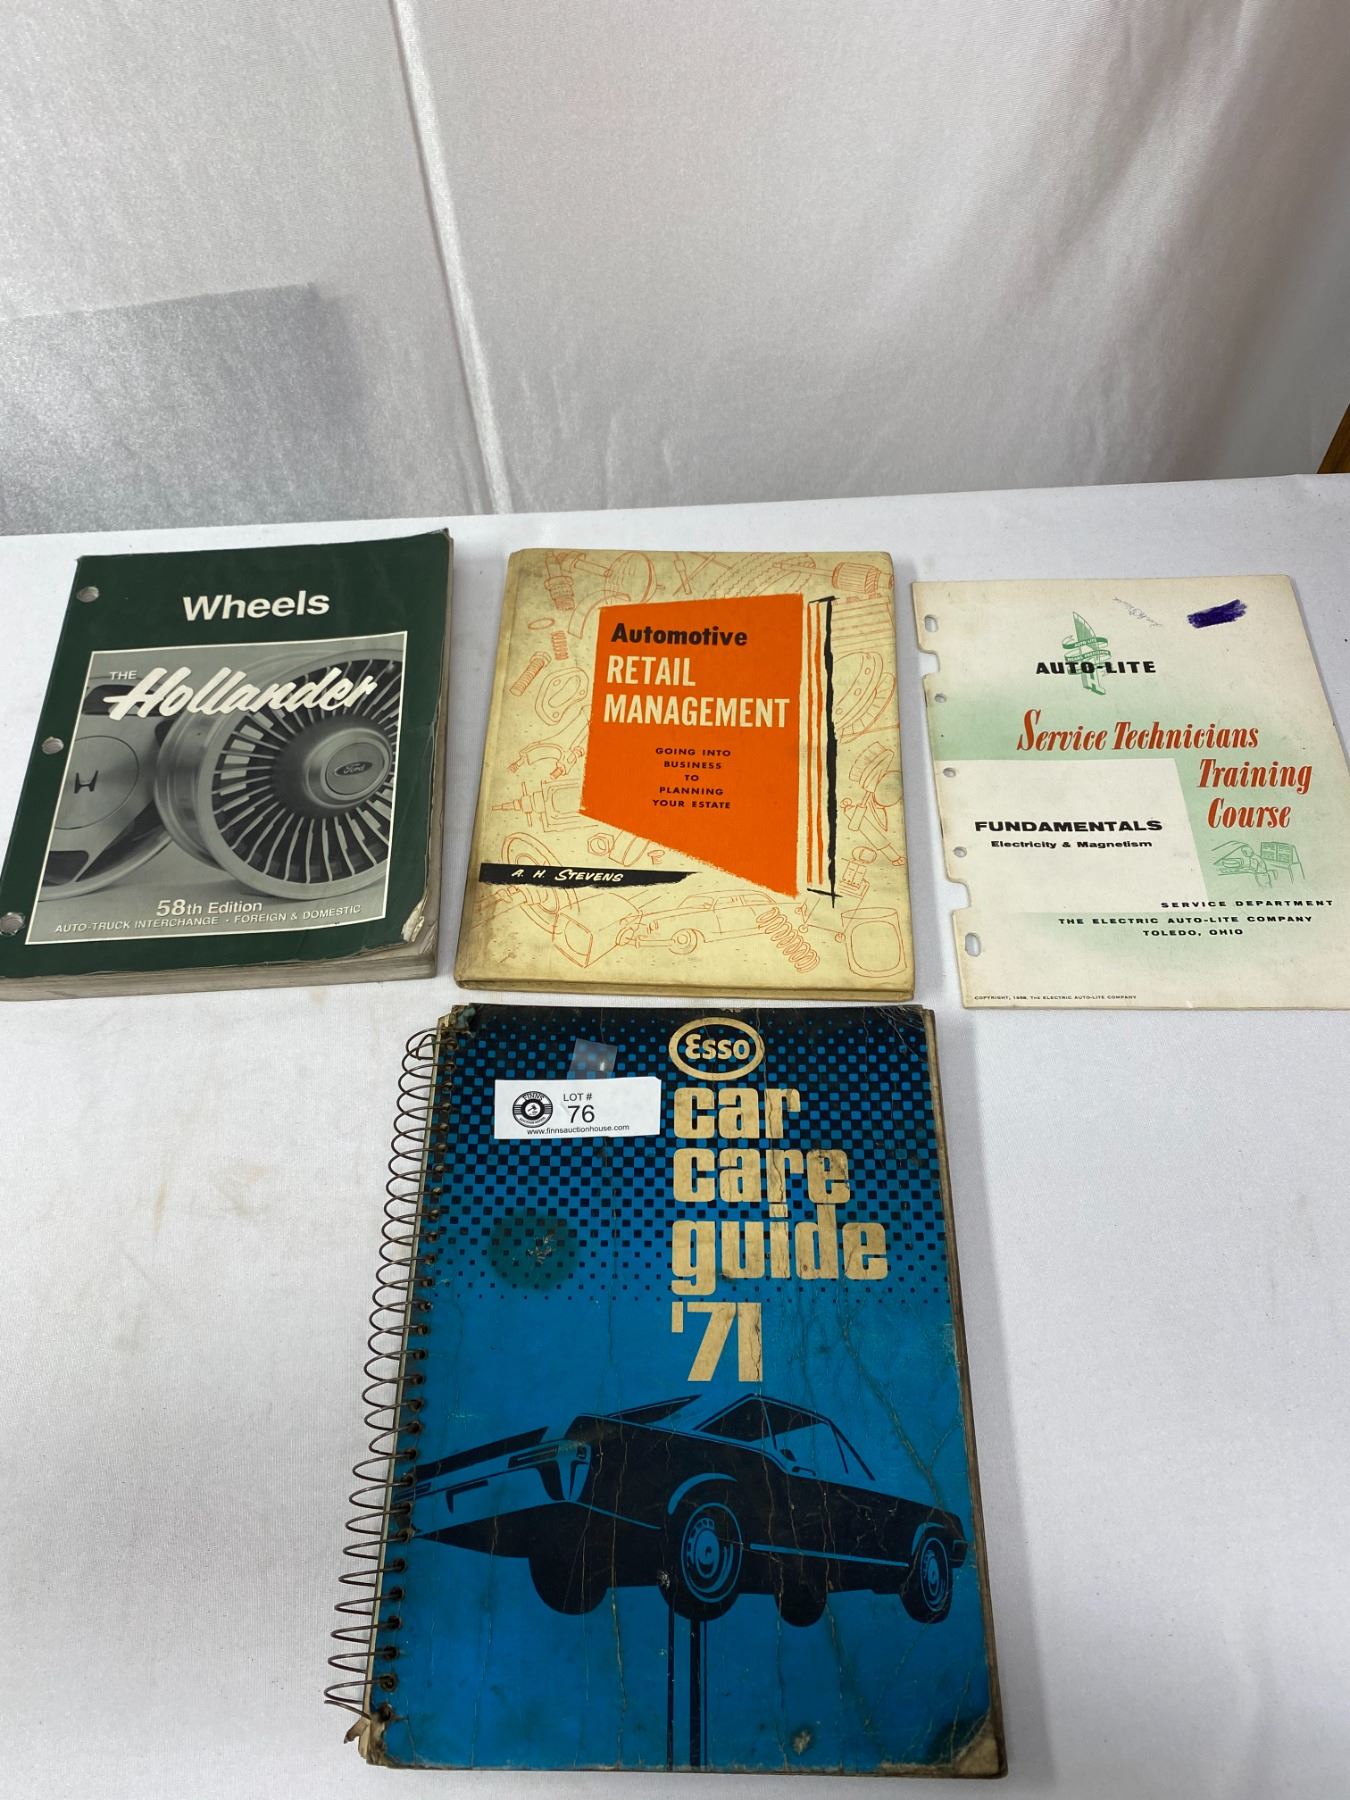 Wheels
THE
Hollander
Ford
58th Edition
AUTO-TRUCK INTERCHANGE · FOREIGN & DOMESTIC
Automotive
RETAIL
MANAGEMENT
GOING INTO
BUSINESS
TO
PLANNING
YOUR ESTATE
A. H. STEVENS
AUTO-LITE
Service Technicians
Training
Course
FUNDAMENTALS
Electricity & Magnetism
SERVICE DEPARTMENT
THE ELECTRIC AUTO-LITE COMPANY
TOLEDO, OHIO
Esso
car
care
guide
'71
LOT #
76
www.finnsauctionhouse.com